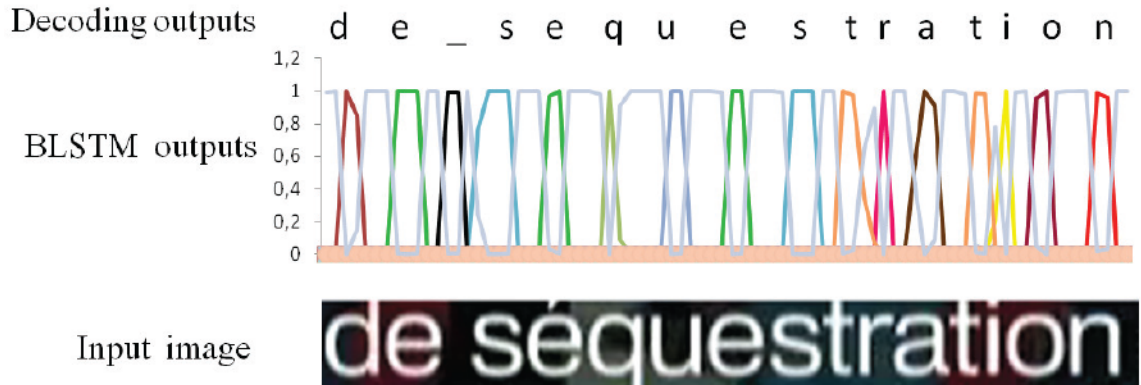 Decoding outputs d e _ s e q u e s t r a t i o n
1,2
1
0,8
BLSTM outputs
0,6
0,4
0,2
0
Input image de séquestration